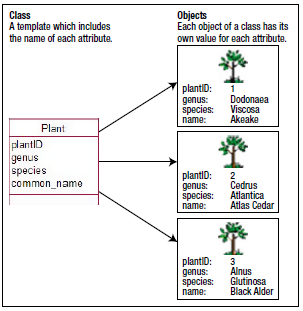 Class
A template which includes
the name of each attribute.
Plant
plantID
genus
species
common_name
Objects
Each object of a class has its
own value for each attribute.
plantID: 1
genus: Dodonaea
species: Viscosa
name: Akeake
plantID: 2
genus: Cedrus
species: Atlantica
name: Atlas Cedar
plantID: 3
genus: Alnus
species: Glutinosa
name: Black Alder